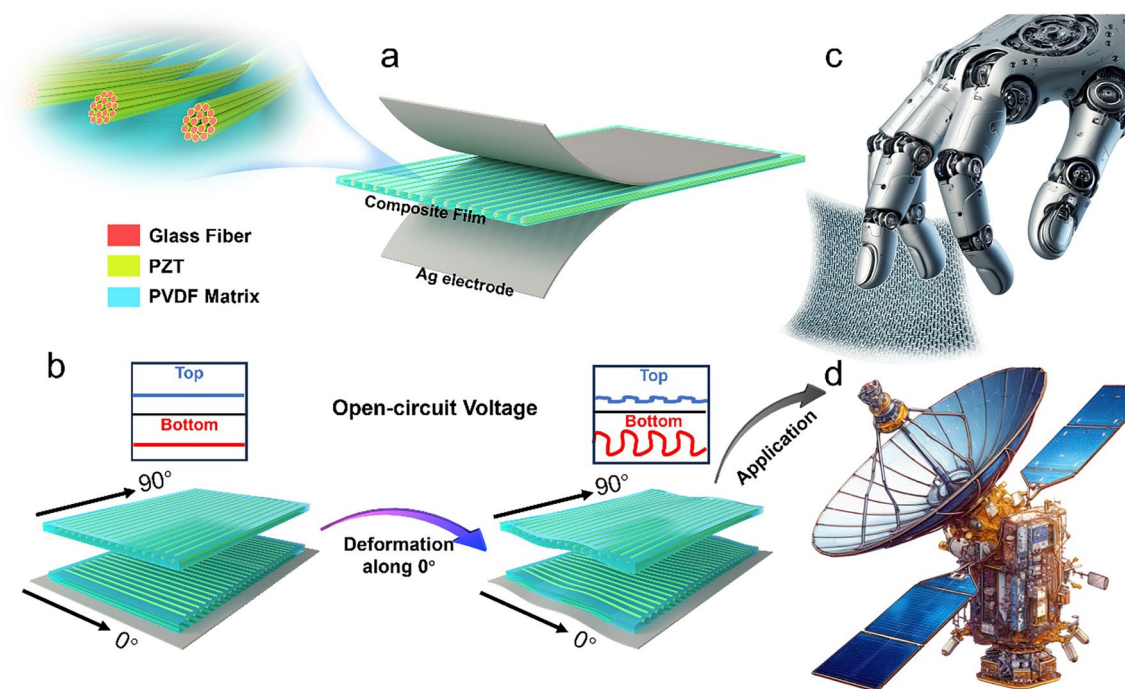 a
c
Composite Film
Ag electrode
Glass Fiber
PZT
PVDF Matrix
b
Top
Bottom
Open-circuit Voltage
Top
Bottom
Application
d
90°
0°
Deformation
along 0°
90°
0°